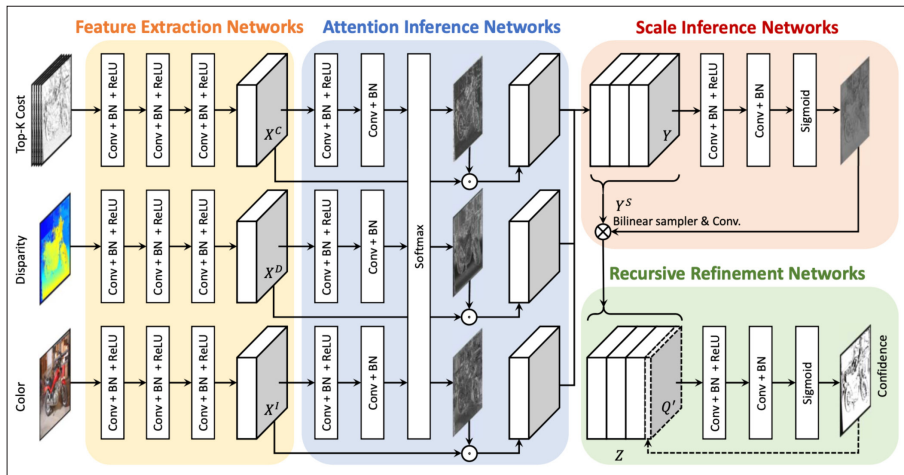 Feature Extraction Networks
Attention Inference Networks
Scale Inference Networks
Top-K Cost
Conv + BN + ReLU
Conv + BN + ReLU
Conv + BN + ReLU
X^C
Conv + BN + ReLU
Conv + BN
Softmax
Y
Conv + BN + ReLU
Conv + BN
Sigmoid
Y^S
Bilinear sampler & Conv.
Disparity
Conv + BN + ReLU
Conv + BN + ReLU
Conv + BN + ReLU
X^D
Conv + BN + ReLU
Conv + BN
Recursive Refinement Networks
Color
Conv + BN + ReLU
Conv + BN + ReLU
Conv + BN + ReLU
X^I
Conv + BN + ReLU
Conv + BN
Z
Q'
Conv + BN + ReLU
Conv + BN
Sigmoid
Confidence